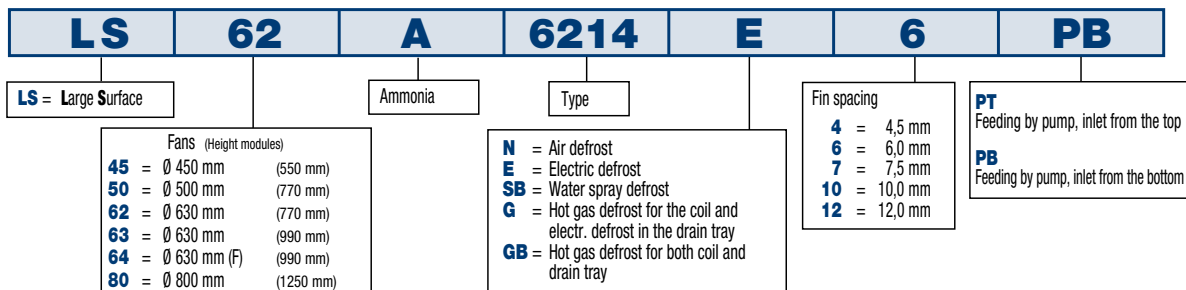 LS 62 A 6214 E 6 PB
LS = Large Surface
Fans (Height modules)
45 = Ø 450 mm (550 mm)
50 = Ø 500 mm (770 mm)
62 = Ø 630 mm (770 mm)
63 = Ø 630 mm (990 mm)
64 = Ø 630 mm (F) (990 mm)
80 = Ø 800 mm (1250 mm)
Ammonia
Type
N = Air defrost
E = Electric defrost
SB = Water spray defrost
G = Hot gas defrost for the coil and
electr. defrost in the drain tray
GB = Hot gas defrost for both coil and
drain tray
Fin spacing
4 = 4,5 mm
6 = 6,0 mm
7 = 7,5 mm
10 = 10,0 mm
12 = 12,0 mm
PT
Feeding by pump, inlet from the top
PB
Feeding by pump, inlet from the bottom